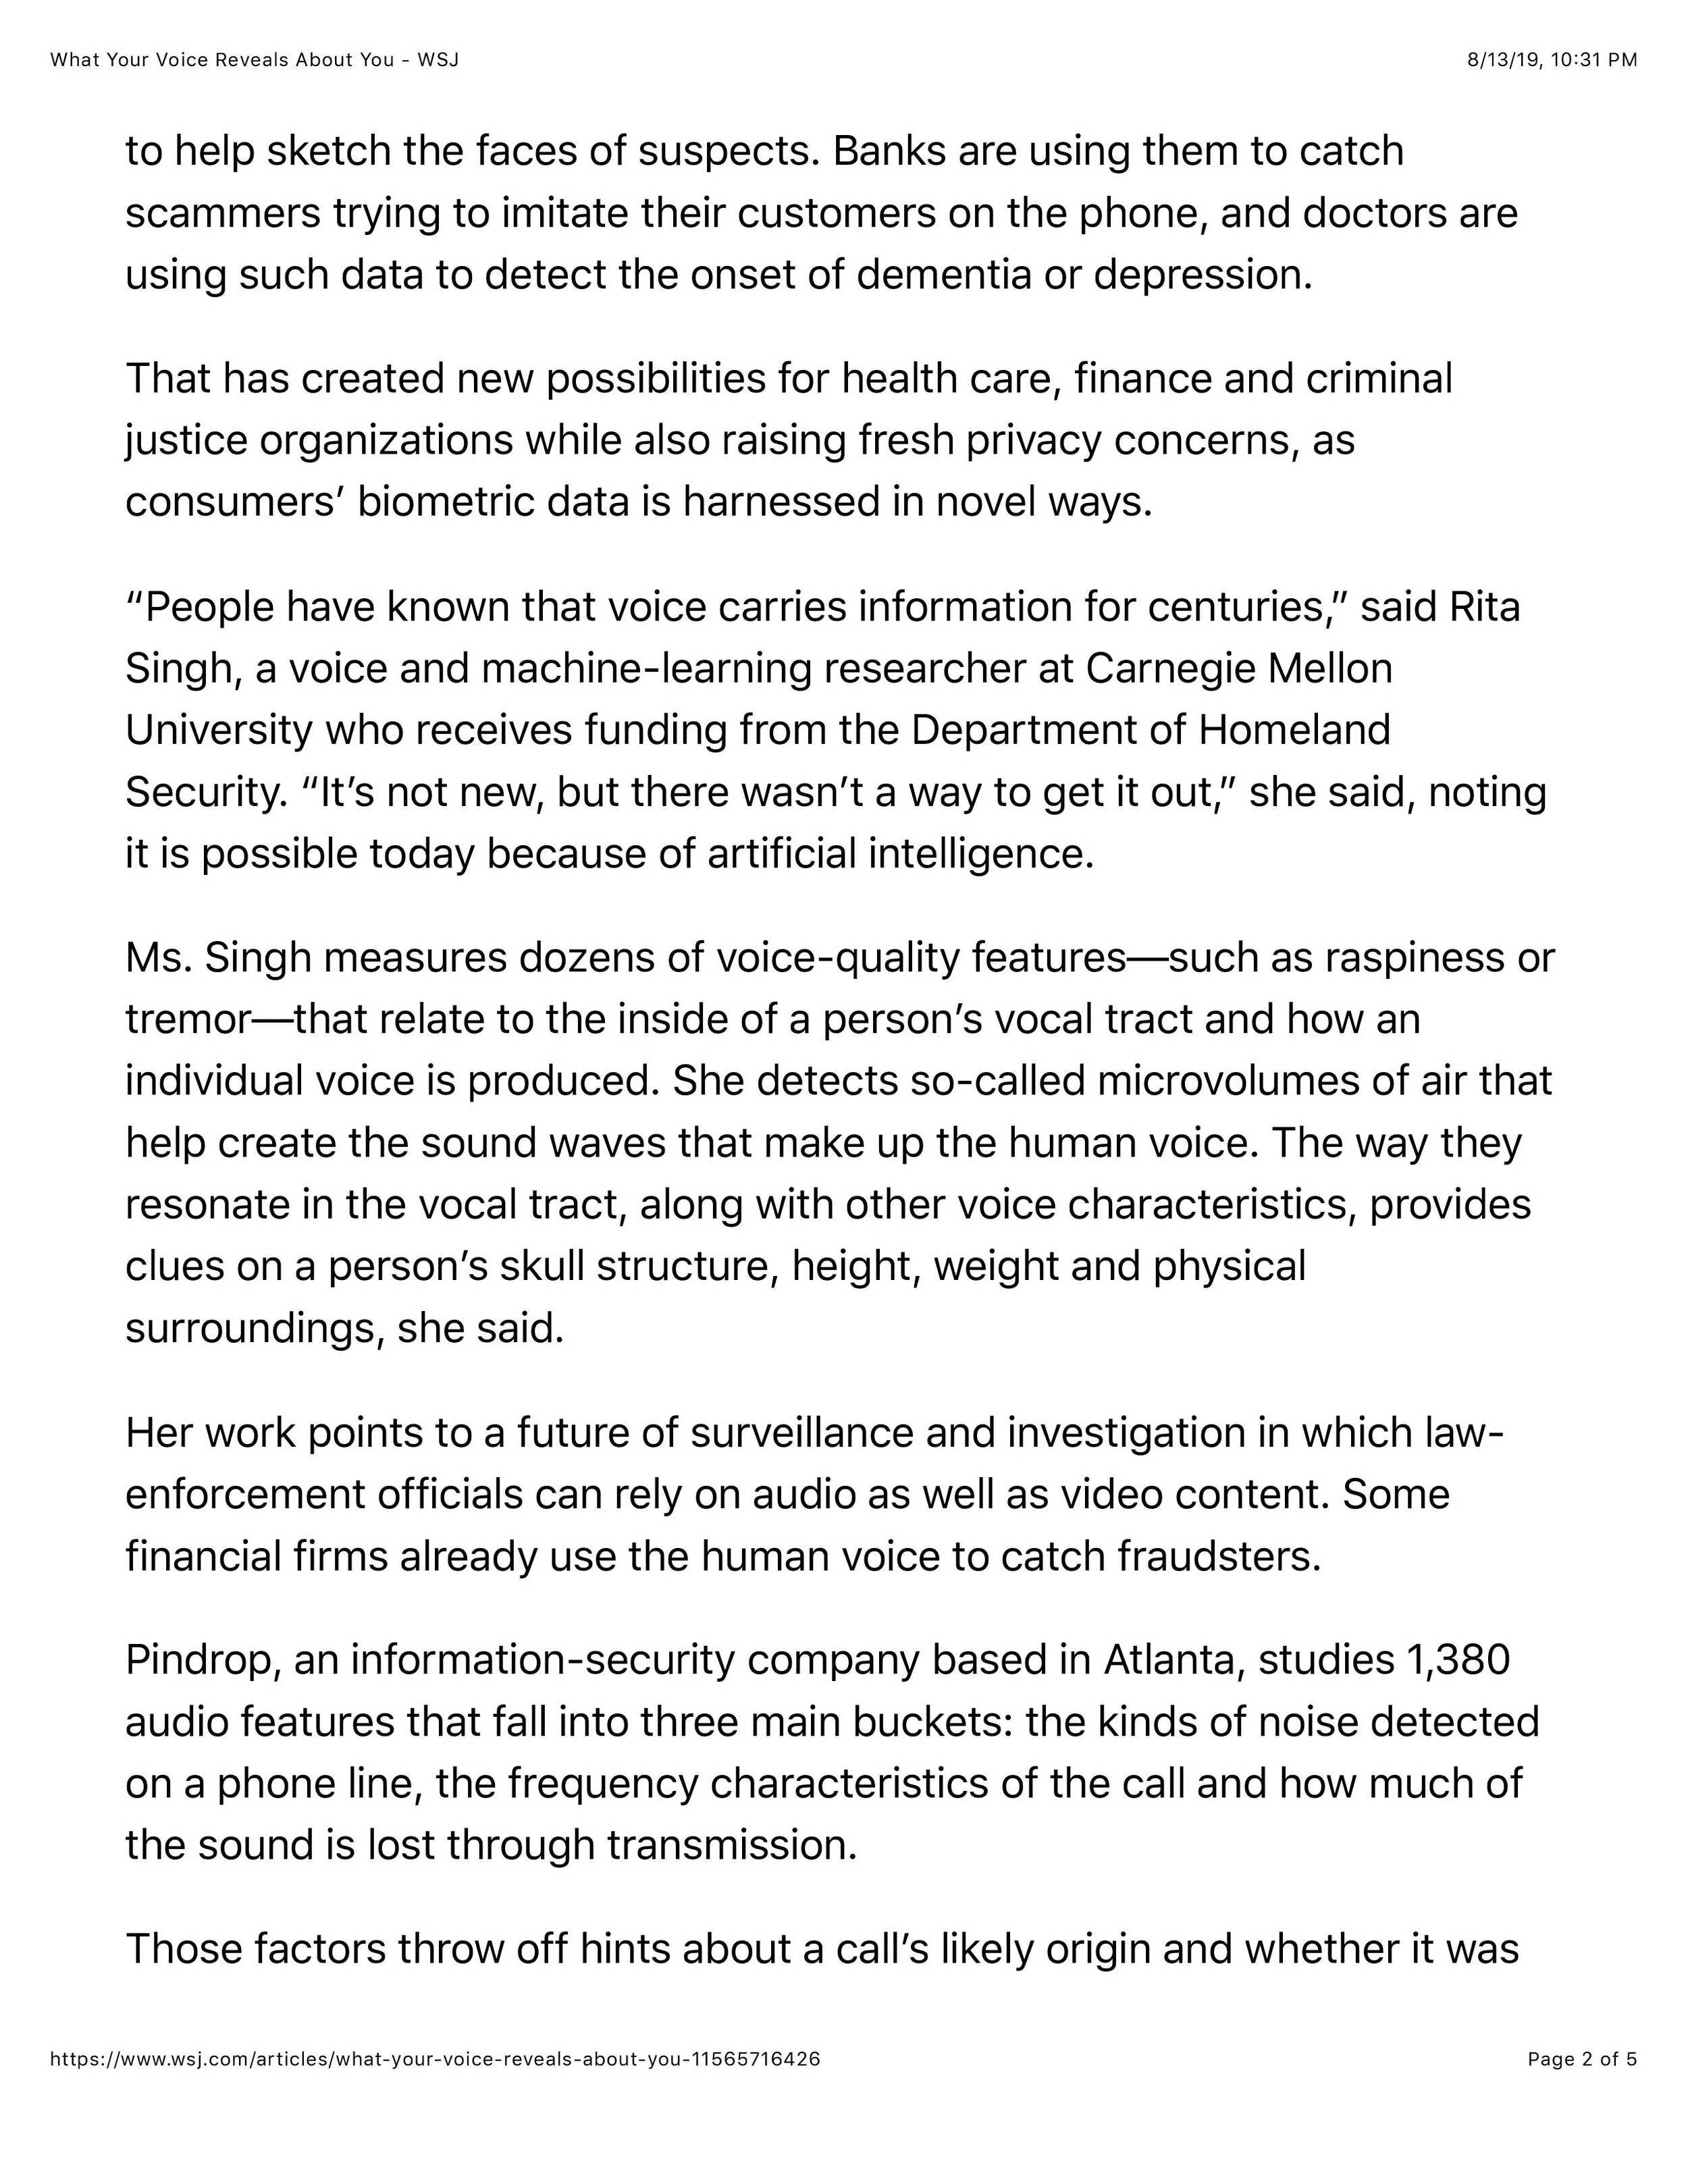 What Your Voice Reveals About You - WSJ
8/13/19, 10:31 PM
to help sketch the faces of suspects. Banks are using them to catch
scammers trying to imitate their customers on the phone, and doctors are
using such data to detect the onset of dementia or depression.
That has created new possibilities for health care, finance and criminal
justice organizations while also raising fresh privacy concerns, as
consumers’ biometric data is harnessed in novel ways.
“People have known that voice carries information for centuries,” said Rita
Singh, a voice and machine-learning researcher at Carnegie Mellon
University who receives funding from the Department of Homeland
Security. “It’s not new, but there wasn’t a way to get it out,” she said, noting
it is possible today because of artificial intelligence.
Ms. Singh measures dozens of voice-quality features—such as raspiness or
tremor—that relate to the inside of a person’s vocal tract and how an
individual voice is produced. She detects so-called microvolumes of air that
help create the sound waves that make up the human voice. The way they
resonate in the vocal tract, along with other voice characteristics, provides
clues on a person’s skull structure, height, weight and physical
surroundings, she said.
Her work points to a future of surveillance and investigation in which law-
enforcement officials can rely on audio as well as video content. Some
financial firms already use the human voice to catch fraudsters.
Pindrop, an information-security company based in Atlanta, studies 1,380
audio features that fall into three main buckets: the kinds of noise detected
on a phone line, the frequency characteristics of the call and how much of
the sound is lost through transmission.
Those factors throw off hints about a call’s likely origin and whether it was
https://www.wsj.com/articles/what-your-voice-reveals-about-you-11565716426
Page 2 of 5